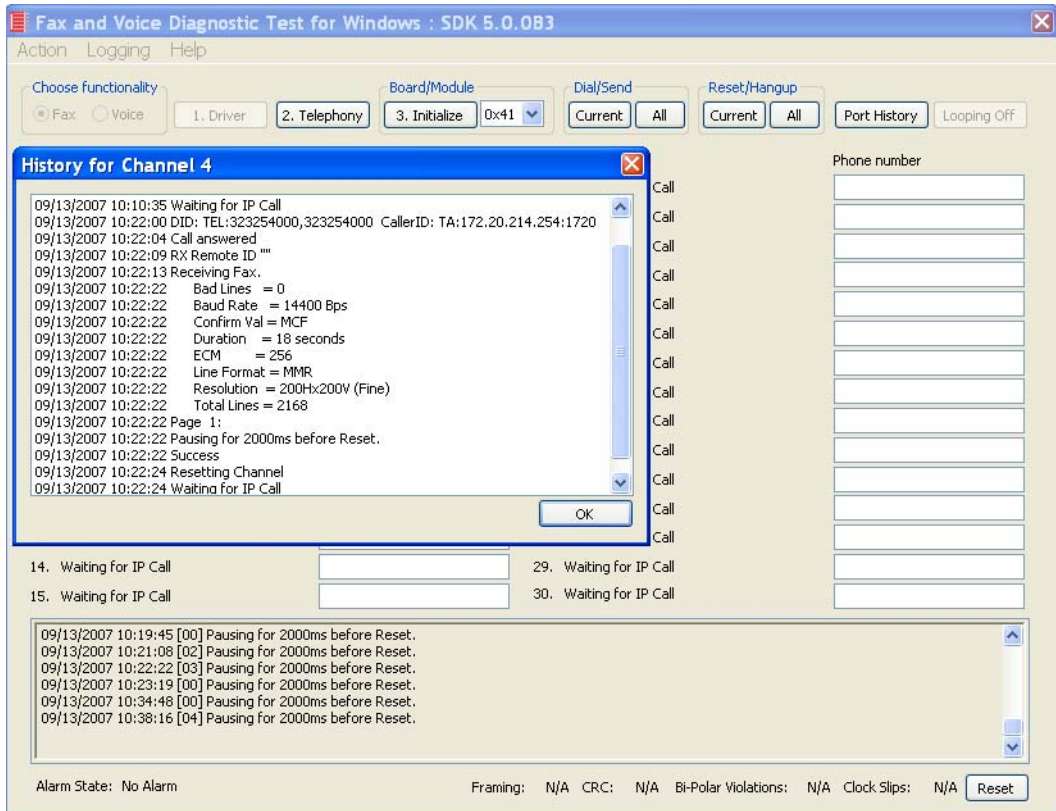 Fax and Voice Diagnostic Test for Windows : SDK 5.0.0B3
Action Logging Help
Choose functionality
Board/Module
Dial/Send
Reset/Hangup
Fax Voice 1. Driver 2. Telephony 3. Initialize 0x41 Current All Current All Port History Looping Off
History for Channel 4
Phone number
09/13/2007 10:10:35 Waiting for IP Call
09/13/2007 10:22:00 DID: TEL:323254000,323254000 CallerID: TA:172.20.214.254:1720
09/13/2007 10:22:04 Call answered
09/13/2007 10:22:09 RX Remote ID ""
09/13/2007 10:22:13 Receiving Fax.
09/13/2007 10:22:22 Bad Lines = 0
09/13/2007 10:22:22 Baud Rate = 14400 Bps
09/13/2007 10:22:22 Confirm Val = MCF
09/13/2007 10:22:22 Duration = 18 seconds
09/13/2007 10:22:22 ECM = 256
09/13/2007 10:22:22 Line Format = MMR
09/13/2007 10:22:22 Resolution = 200Hx200V (Fine)
09/13/2007 10:22:22 Total Lines = 2168
09/13/2007 10:22:22 Page 1:
09/13/2007 10:22:22 Pausing for 2000ms before Reset.
09/13/2007 10:22:22 Success
09/13/2007 10:22:24 Resetting Channel
09/13/2007 10:22:24 Waiting for IP Call
OK
Call
Call
Call
Call
Call
Call
Call
Call
Call
Call
Call
Call
Call
14. Waiting for IP Call
29. Waiting for IP Call
15. Waiting for IP Call
30. Waiting for IP Call
09/13/2007 10:19:45 [00] Pausing for 2000ms before Reset.
09/13/2007 10:21:08 [02] Pausing for 2000ms before Reset.
09/13/2007 10:22:22 [03] Pausing for 2000ms before Reset.
09/13/2007 10:23:19 [00] Pausing for 2000ms before Reset.
09/13/2007 10:34:48 [00] Pausing for 2000ms before Reset.
09/13/2007 10:38:16 [04] Pausing for 2000ms before Reset.
Alarm State: No Alarm
Framing: N/A CRC: N/A Bi-Polar Violations: N/A Clock Slips: N/A Reset